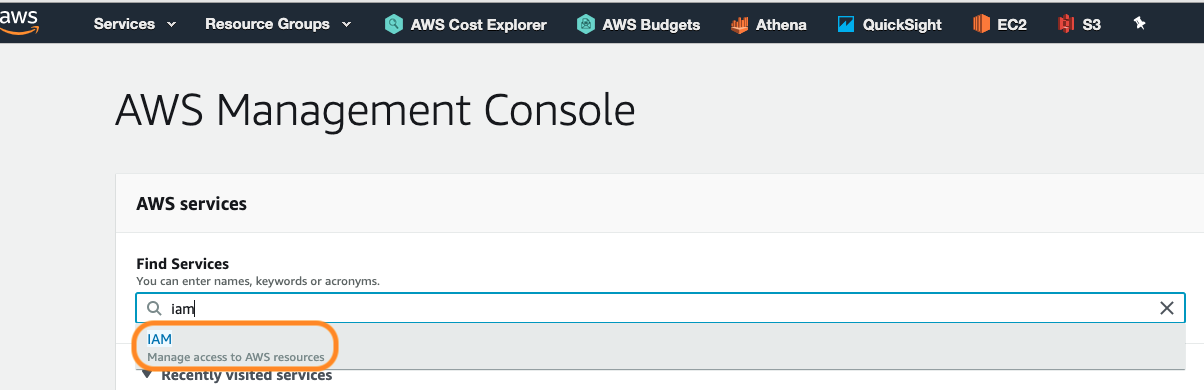 aws Services Resource Groups AWS Cost Explorer AWS Budgets Athena QuickSight EC2 S3
AWS Management Console
AWS services
Find Services
You can enter names, keywords or acronyms.
iam
IAM
Manage access to AWS resources
Recently visited services